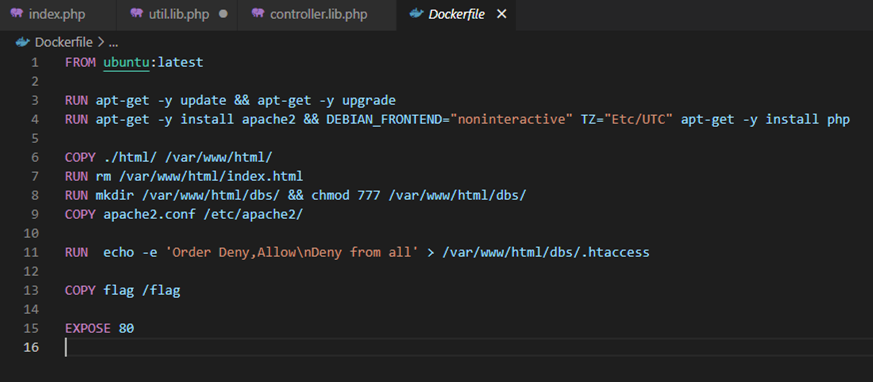 index.php util.lib.php controller.lib.php Dockerfile
Dockerfile > ...
1 FROM ubuntu:latest
2
3 RUN apt-get -y update && apt-get -y upgrade
4 RUN apt-get -y install apache2 && DEBIAN_FRONTEND="noninteractive" TZ="Etc/UTC" apt-get -y install php
5
6 COPY ./html/ /var/www/html/
7 RUN rm /var/www/html/index.html
8 RUN mkdir /var/www/html/dbs/ && chmod 777 /var/www/html/dbs/
9 COPY apache2.conf /etc/apache2/
10
11 RUN  echo -e 'Order Deny,Allow\nDeny from all' > /var/www/html/dbs/.htaccess
12
13 COPY flag /flag
14
15 EXPOSE 80
16